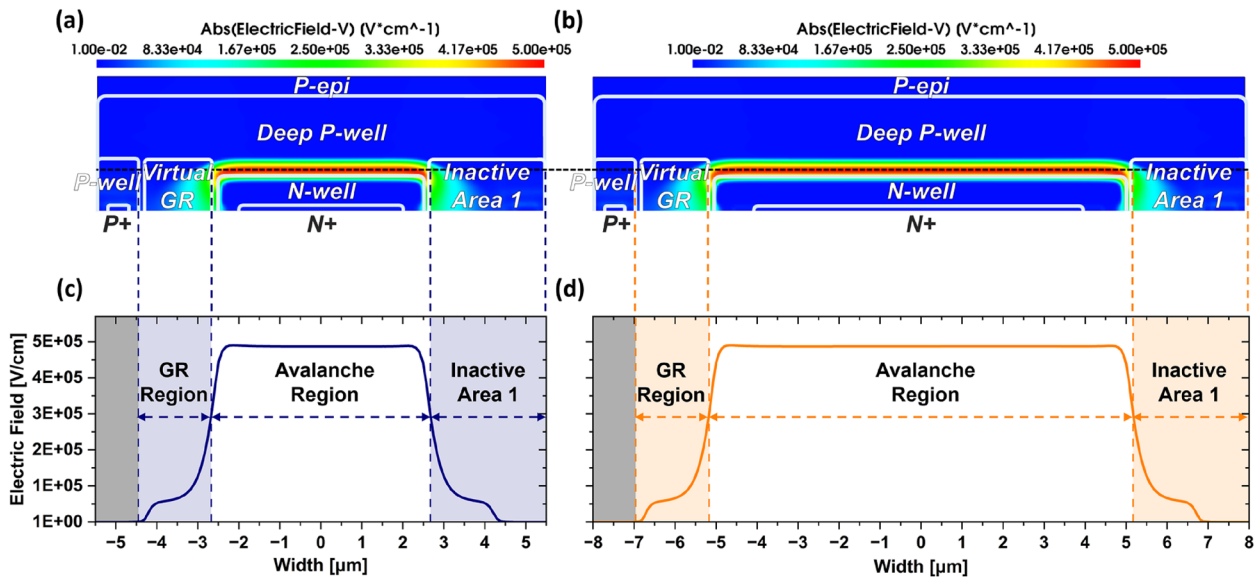 (a)
Abs(ElectricField-V) (V*cm^-1)
1.00e-02 8.33e+04 1.67e+05 2.50e+05 3.33e+05 4.17e+05 5.00e+05
P-epi
Deep P-well
P-well
Virtual
GR
N-well
Inactive
Area 1
P+
N+
(b)
Abs(ElectricField-V) (V*cm^-1)
1.00e-02 8.33e+04 1.67e+05 2.50e+05 3.33e+05 4.17e+05 5.00e+05
P-epi
Deep P-well
P-well
Virtual
GR
N-well
Inactive
Area 1
P+
N+
(c)
Electric Field [V/cm]
5E+05
4E+05
3E+05
2E+05
1E+05
1E+00
GR
Region
Avalanche
Region
Inactive
Area 1
−5 −4 −3 −2 −1 0 1 2 3 4 5
Width [μm]
(d)
GR
Region
Avalanche
Region
Inactive
Area 1
−8 −7 −6 −5 −4 −3 −2 −1 0 1 2 3 4 5 6 7 8
Width [μm]